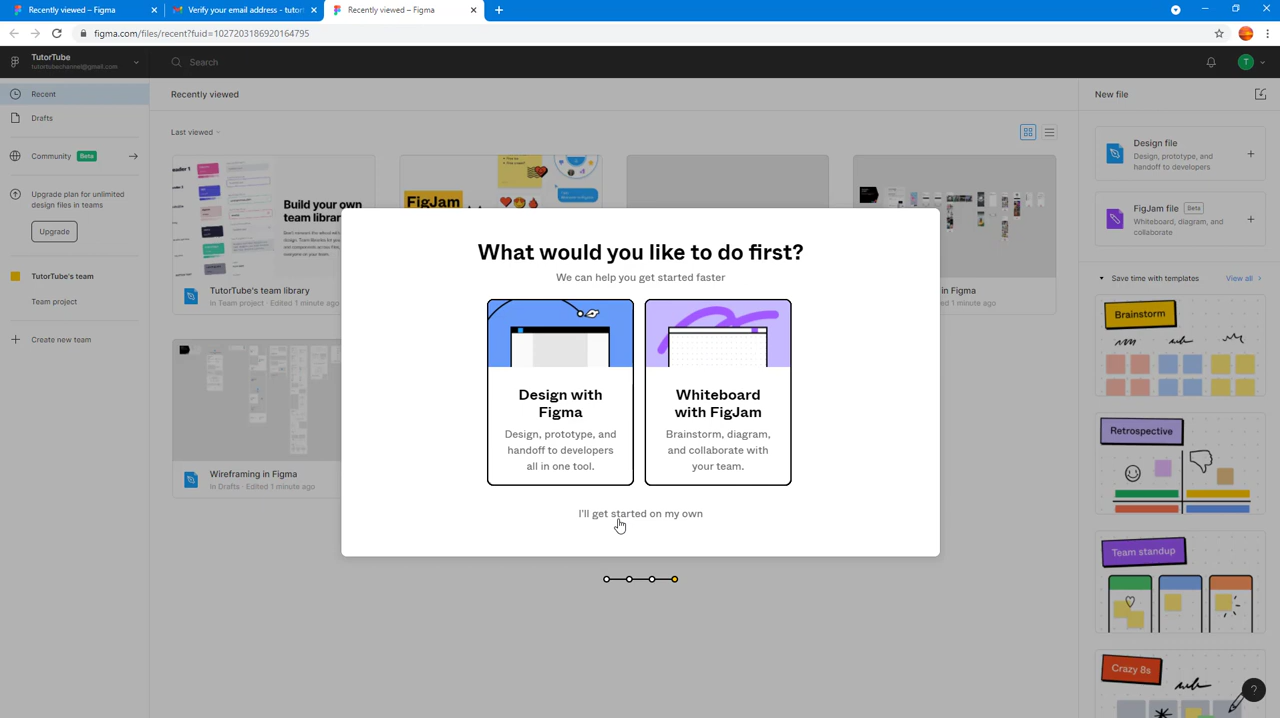 Recently viewed – Figma
Verify your email address - tutor
Recently viewed – Figma
figma.com/files/recent?fuid=1027203186920164795
TutorTube
tutortubechannel@gmail.com
Search
T
Recent
Drafts
Community Beta
Upgrade plan for unlimited
design files in teams
Upgrade
TutorTube's team
Team project
Create new team
Recently viewed
Last viewed
Build your own
team library
TutorTube's team library
In Team project · Edited 1 minute ago
FigJam
in Figma
ed 1 minute ago
Wireframing in Figma
In Drafts · Edited 1 minute ago
What would you like to do first?
We can help you get started faster
Design with
Figma
Design, prototype, and
handoff to developers
all in one tool.
Whiteboard
with FigJam
Brainstorm, diagram,
and collaborate with
your team.
I'll get started on my own
New file
Design file
Design, prototype, and
handoff to developers
FigJam file Beta
Whiteboard, diagram, and
collaborate
Save time with templates
View all
Brainstorm
Retrospective
Team standup
Crazy 8s
?